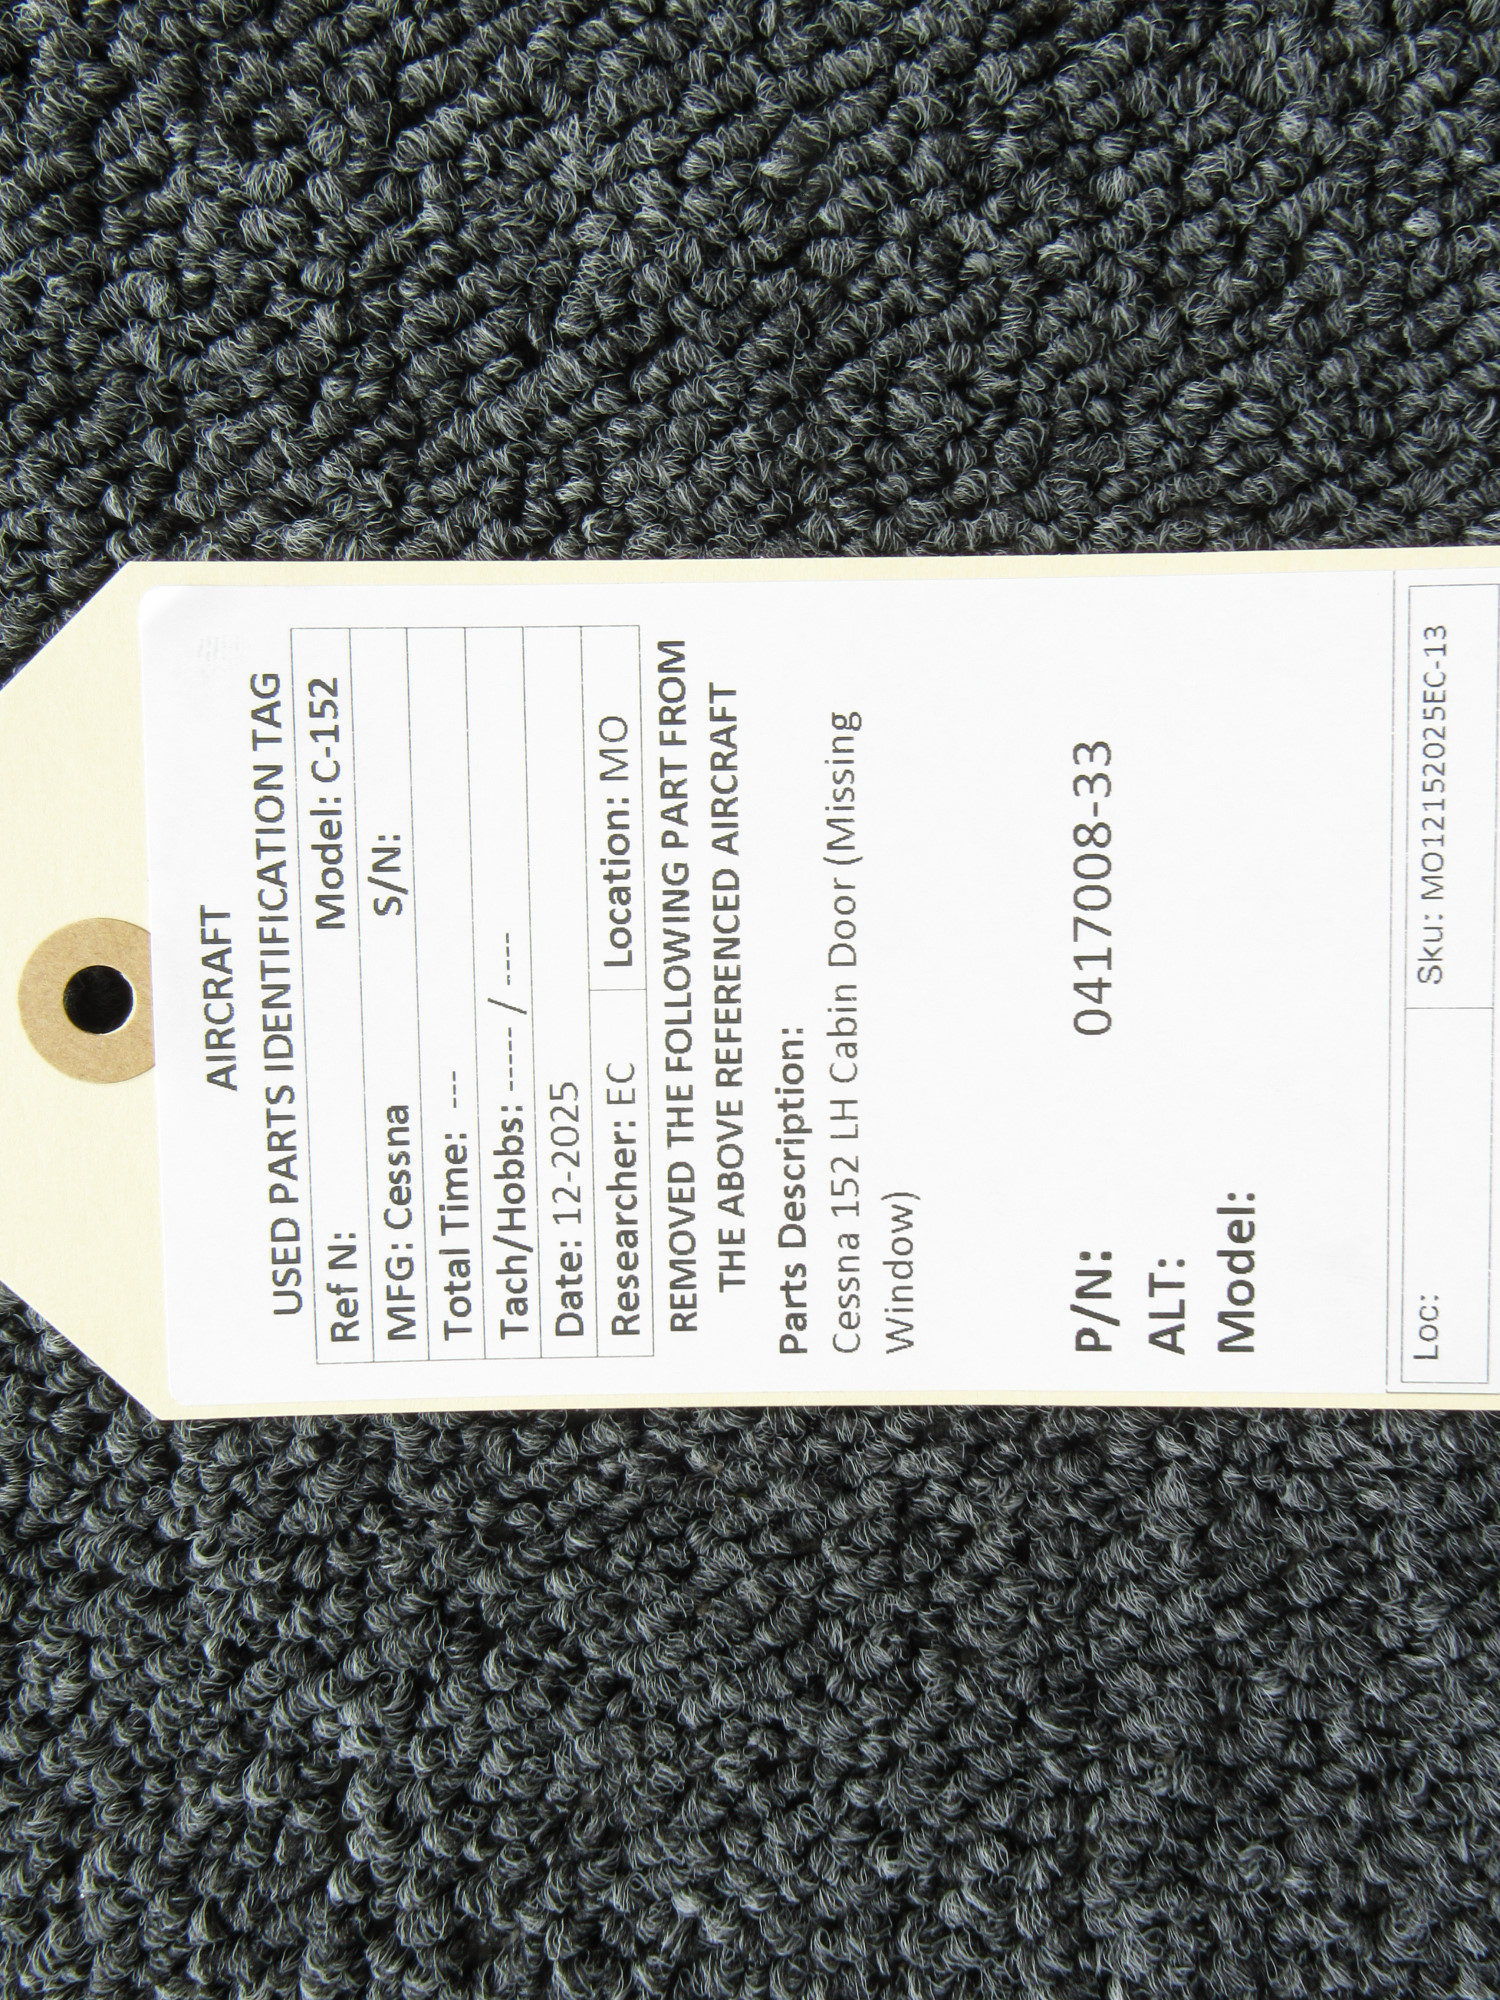 AIRCRAFT
USED PARTS IDENTIFICATION TAG
Ref N: Model: C-152
MFG: Cessna S/N:
Total Time: ---
Tach/Hobbs: ----- / ----
Date: 12-2025
Researcher: EC Location: MO
REMOVED THE FOLLOWING PART FROM
THE ABOVE REFERENCED AIRCRAFT
Parts Description:
Cessna 152 LH Cabin Door (Missing
Window)
P/N: 0417008-33
ALT:
Model:
Loc: Sku: MO12152025EC-13